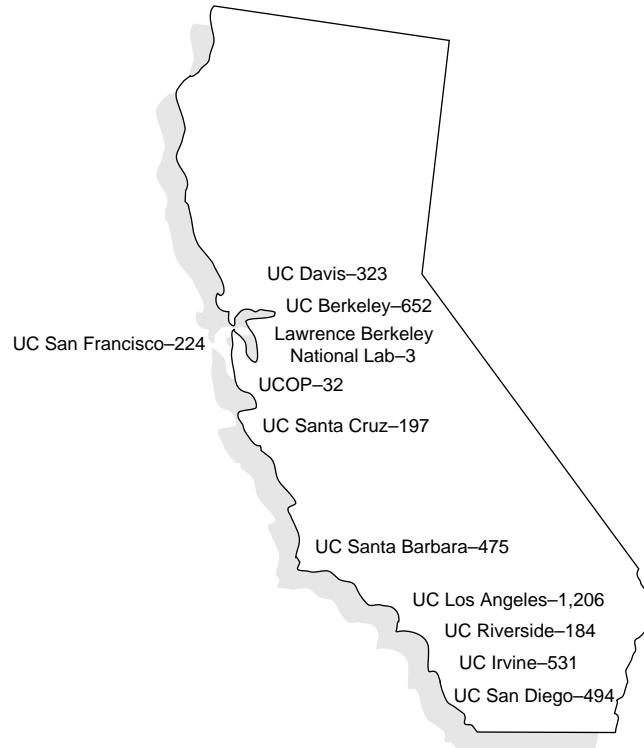 UC Davis–323
UC Berkeley–652
Lawrence Berkeley
National Lab–3
UC San Francisco–224
UCOP–32
UC Santa Cruz–197
UC Santa Barbara–475
UC Los Angeles–1,206
UC Riverside–184
UC Irvine–531
UC San Diego–494